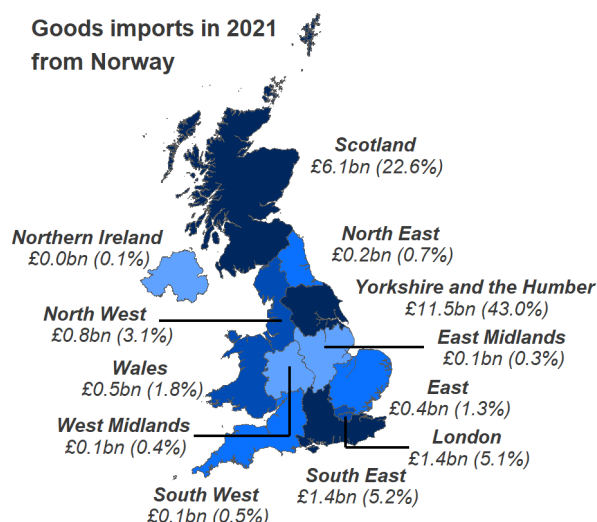 Goods imports in 2021
from Norway
Scotland
£6.1bn (22.6%)
Northern Ireland
£0.0bn (0.1%)
North East
£0.2bn (0.7%)
Yorkshire and the Humber
£11.5bn (43.0%)
North West
£0.8bn (3.1%)
East Midlands
£0.1bn (0.3%)
Wales
£0.5bn (1.8%)
East
£0.4bn (1.3%)
West Midlands
£0.1bn (0.4%)
London
£1.4bn (5.1%)
South East
£1.4bn (5.2%)
South West
£0.1bn (0.5%)